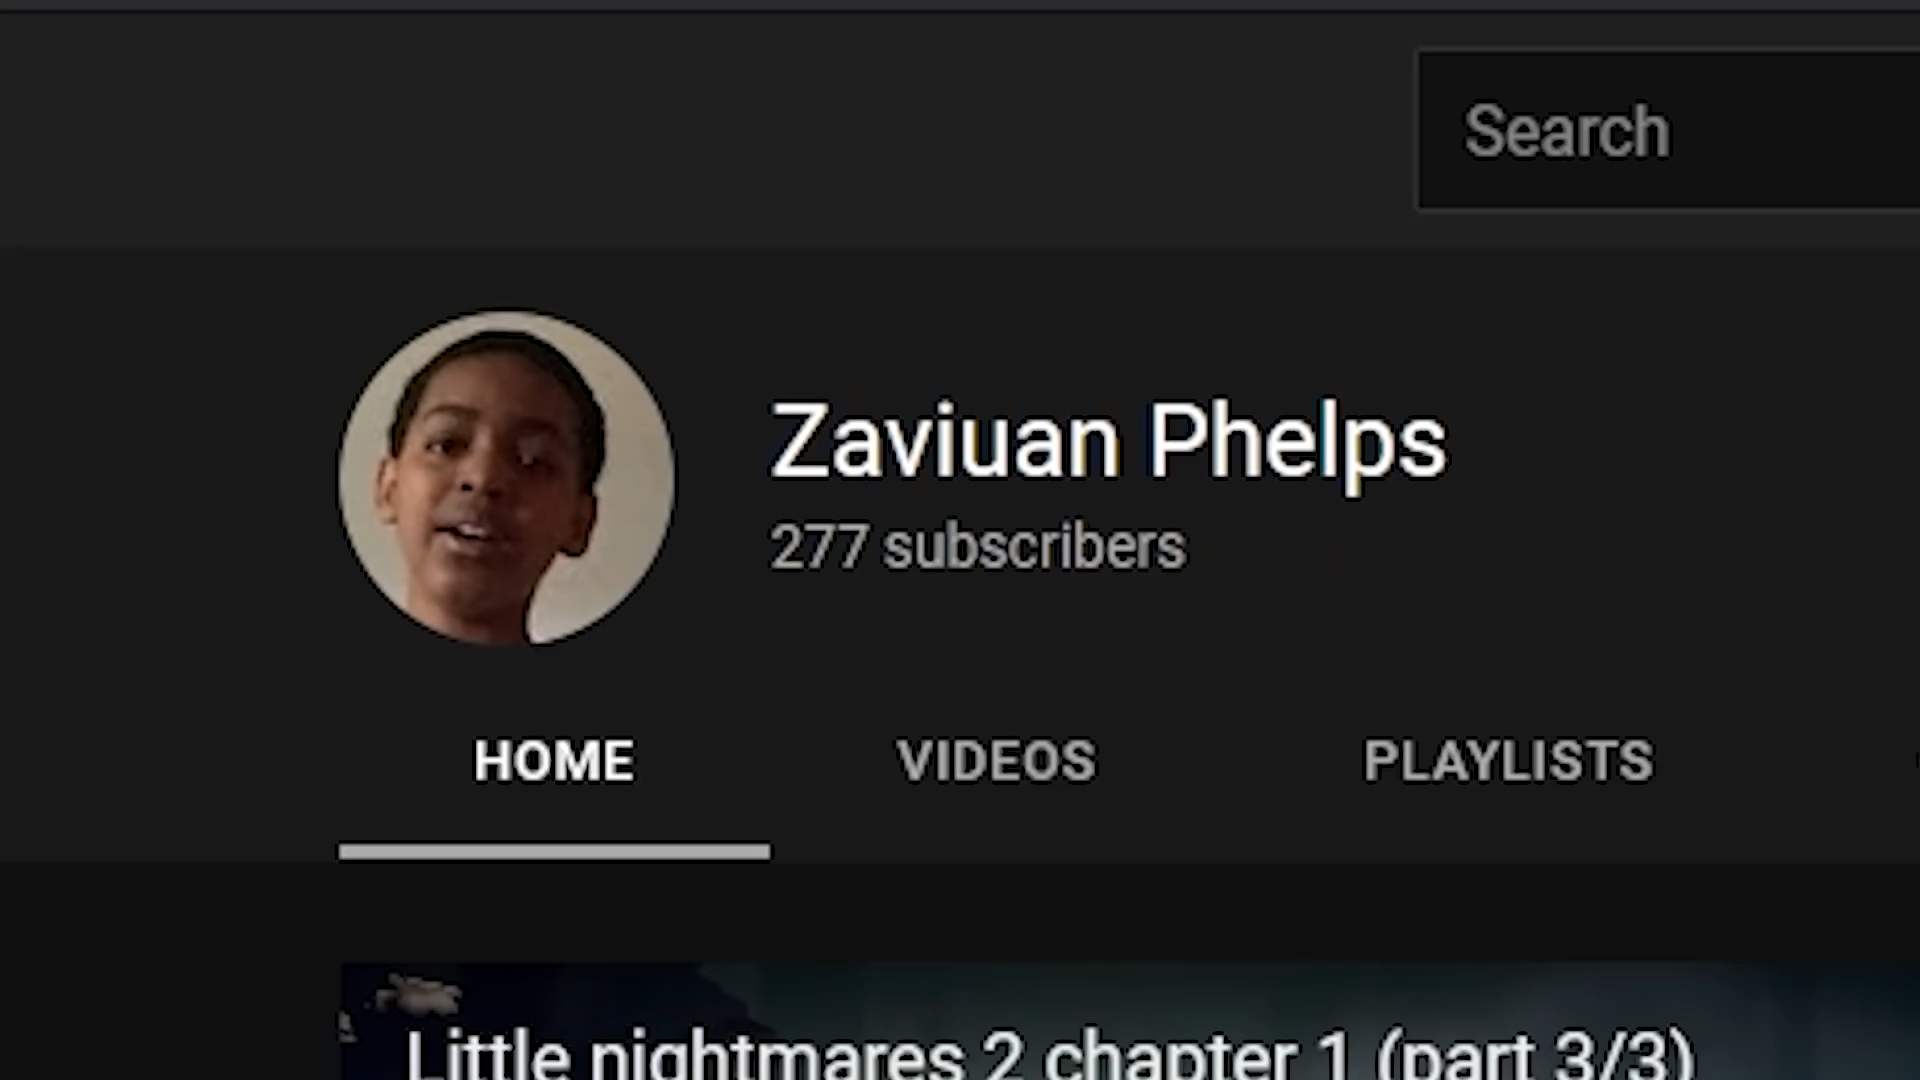 Search
Zaviuan Phelps
277 subscribers
HOME
VIDEOS
PLAYLISTS
Little nightmares 2 chapter 1 (part 3/3)